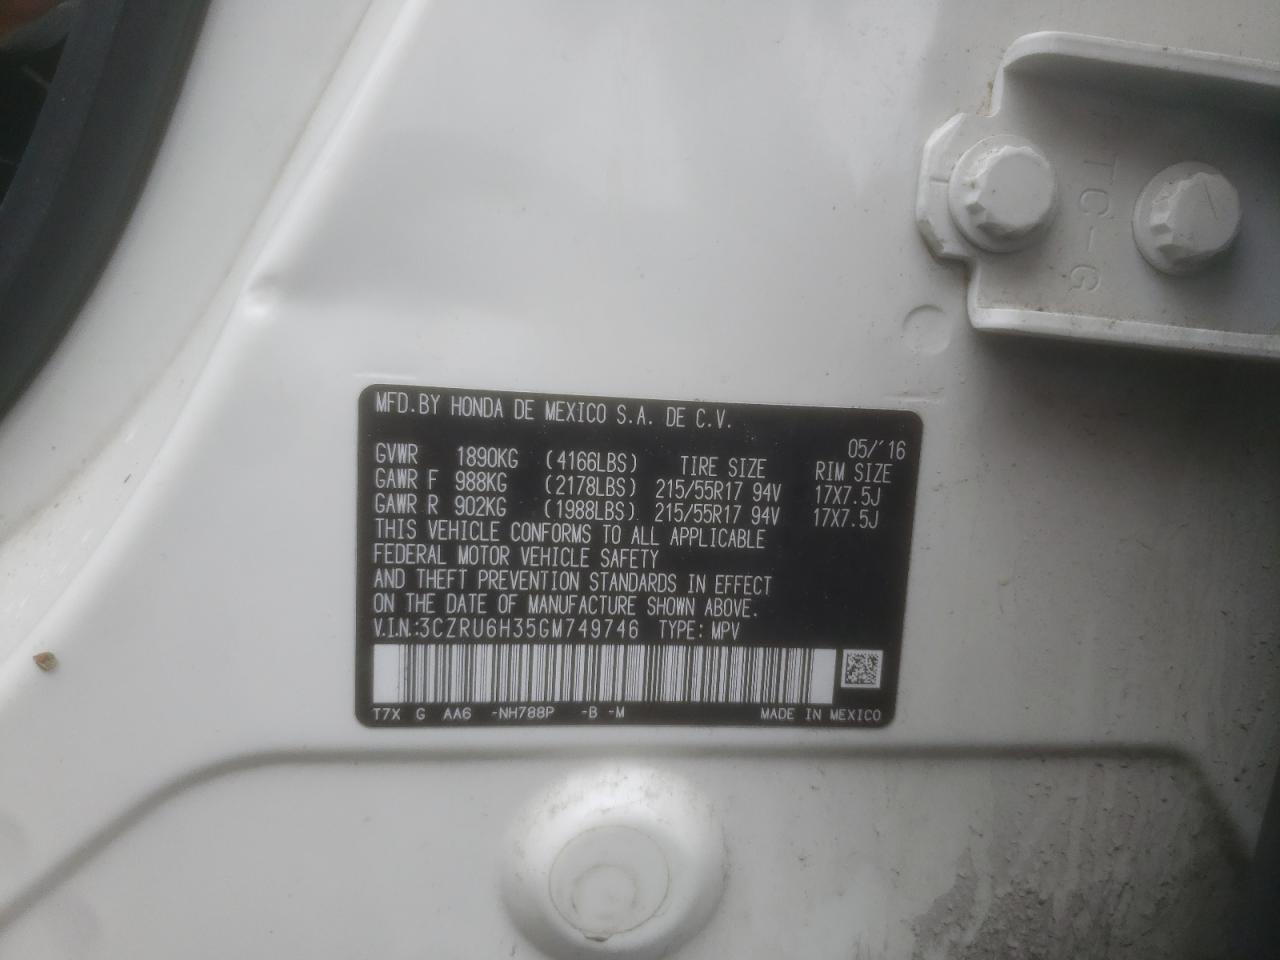 MFD.BY HONDA DE MEXICO S.A. DE C.V.
05/'16
GVWR 1890KG (4166LBS) TIRE SIZE RIM SIZE
GAWR F 988KG (2178LBS) 215/55R17 94V 17X7.5J
GAWR R 902KG (1988LBS) 215/55R17 94V 17X7.5J
THIS VEHICLE CONFORMS TO ALL APPLICABLE
FEDERAL MOTOR VEHICLE SAFETY
AND THEFT PREVENTION STANDARDS IN EFFECT
ON THE DATE OF MANUFACTURE SHOWN ABOVE.
V.I.N.:3CZRU6H35GM749746 TYPE: MPV
T7X G AA6 -NH788P -B -M MADE IN MEXICO